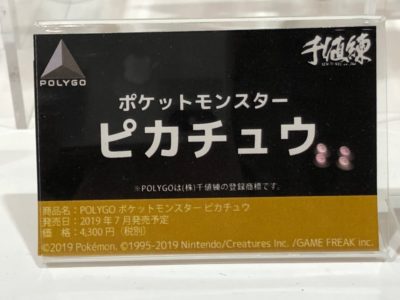 POLYGO
千値練
ポケットモンスター
ピカチュウ
※POLYGOは(株)千値練の登録商標です。
商品名:POLYGO ポケットモンスター ピカチュウ
発売日:2019年7月発売予定
価　格:4,300円(税別)
©2019 Pokémon. ©1995-2019 Nintendo/Creatures Inc. /GAME FREAK inc.